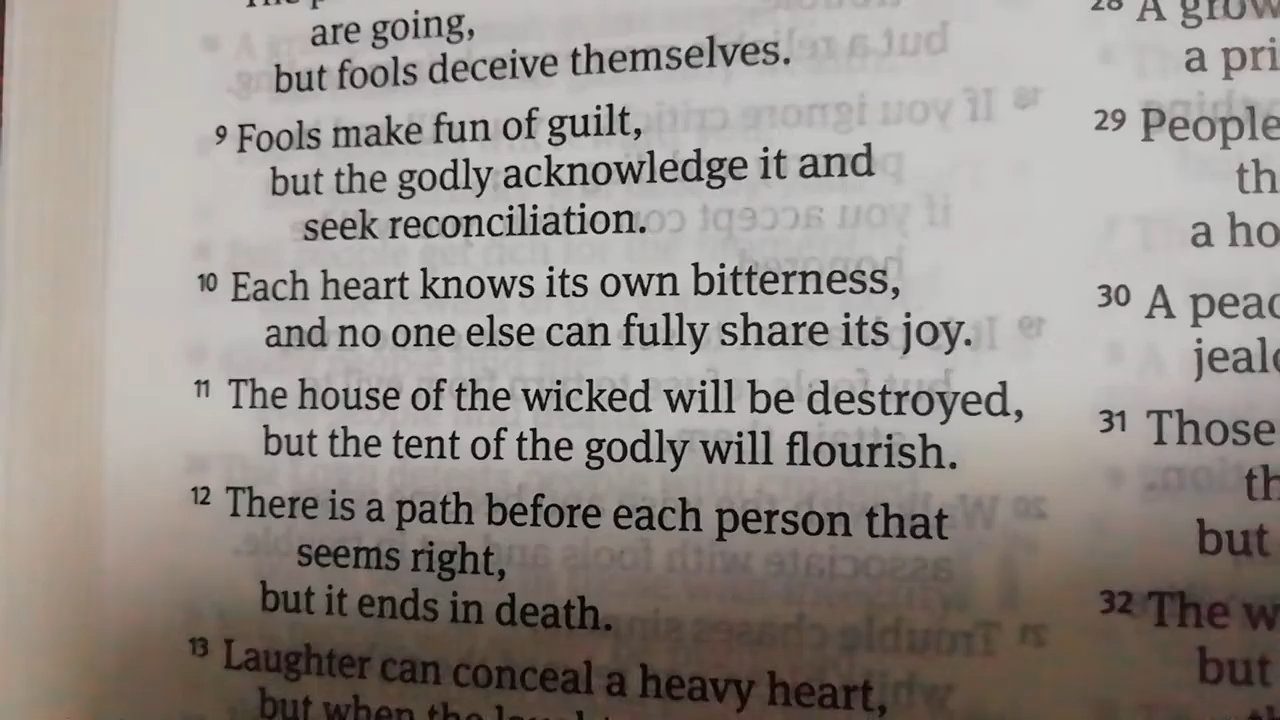 are going,
but fools deceive themselves.
9 Fools make fun of guilt,
but the godly acknowledge it and
seek reconciliation.
10 Each heart knows its own bitterness,
and no one else can fully share its joy.
11 The house of the wicked will be destroyed,
but the tent of the godly will flourish.
12 There is a path before each person that
seems right,
but it ends in death.
13 Laughter can conceal a heavy heart,
but when the
28 A
a
29 People
a
30 A
31 Those
but
32 The
but